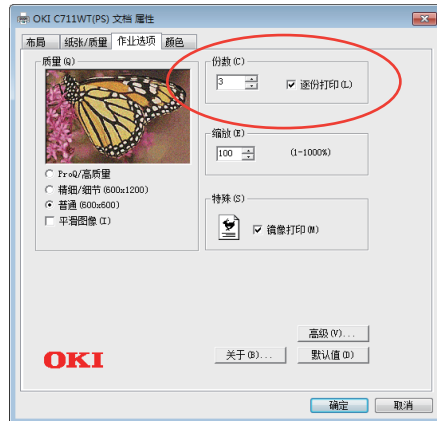 OKI C711WT(PS) 文档 属性
布局 纸张/质量 作业选项 颜色
质量(Q)
ProQ/高质量
精细/细节(600x1200)
普通(600x600)
平滑图像(I)
份数(C)
3 逐份打印(L)
缩放(E)
100 (1-1000%)
特殊(S)
镜像打印(M)
高级(V)...
OKI
关于(B)... 默认值(D)
确定 取消